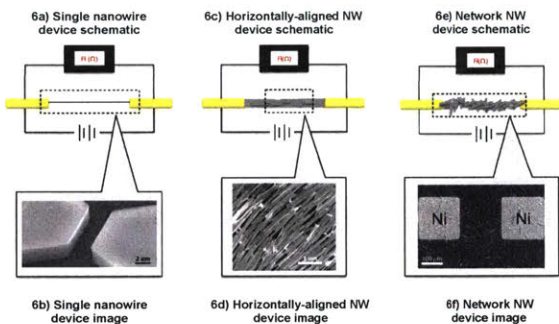 6a) Single nanowire
device schematic
6c) Horizontally-aligned NW
device schematic
6e) Network NW
device schematic
R(Ω)
R(Ω)
R(Ω)
Ni
Ni
6b) Single nanowire
device image
6d) Horizontally-aligned NW
device image
6f) Network NW
device image